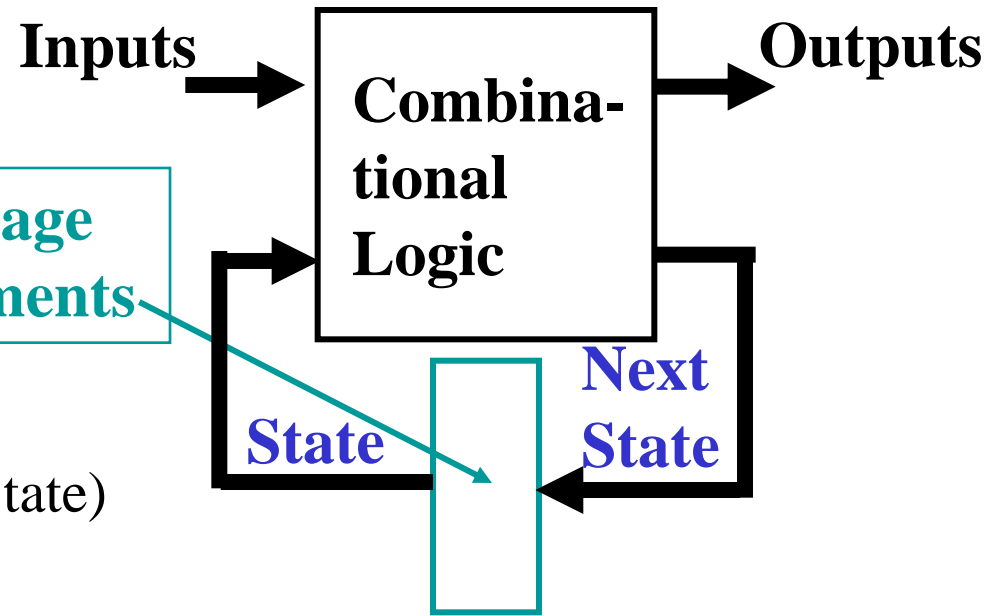 Inputs
Outputs
Combina-
tional
Logic
age
ments
Next
State
State
tate)